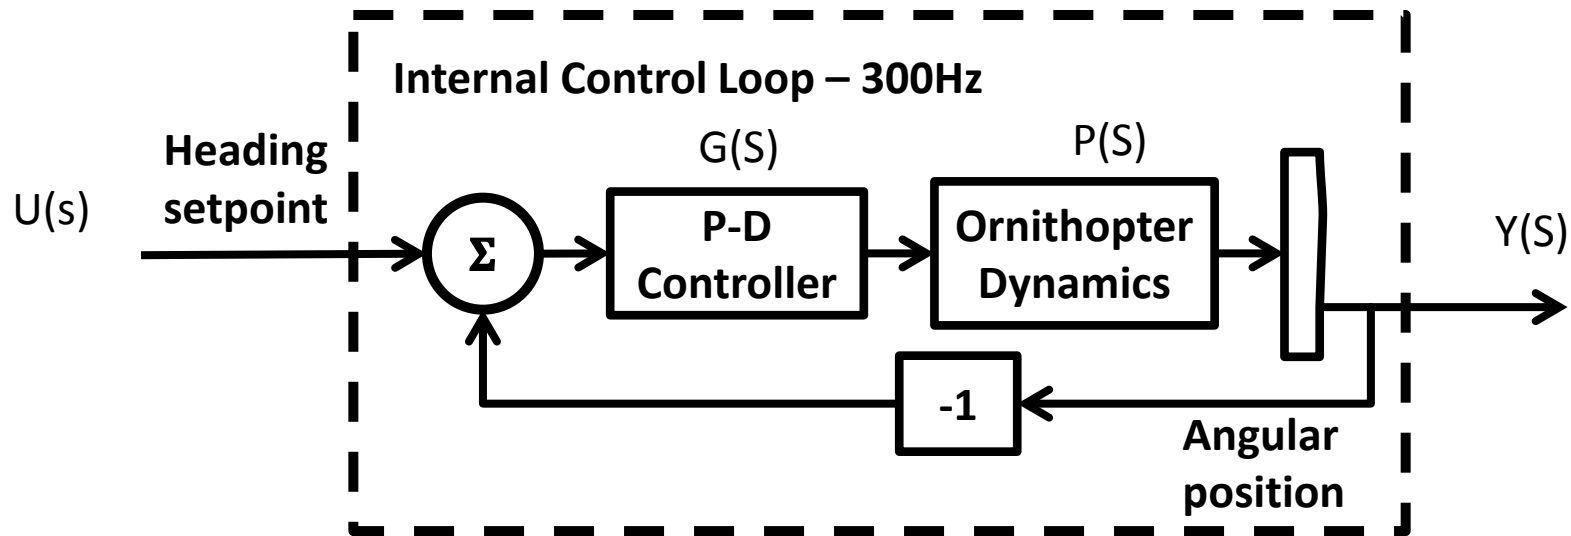 Internal Control Loop – 300Hz
Heading
setpoint
U(s)
G(S)
P(S)
Σ
P-D
Controller
Ornithopter
Dynamics
Y(S)
-1
Angular
position